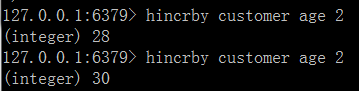 127.0.0.1:6379> hincrby customer age 2
(integer) 28
127.0.0.1:6379> hincrby customer age 2
(integer) 30